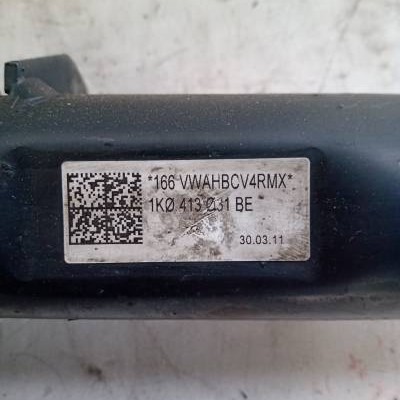 *166 VWAHBCV4RMX*
1KØ 413 Ø31 BE
30.03.11